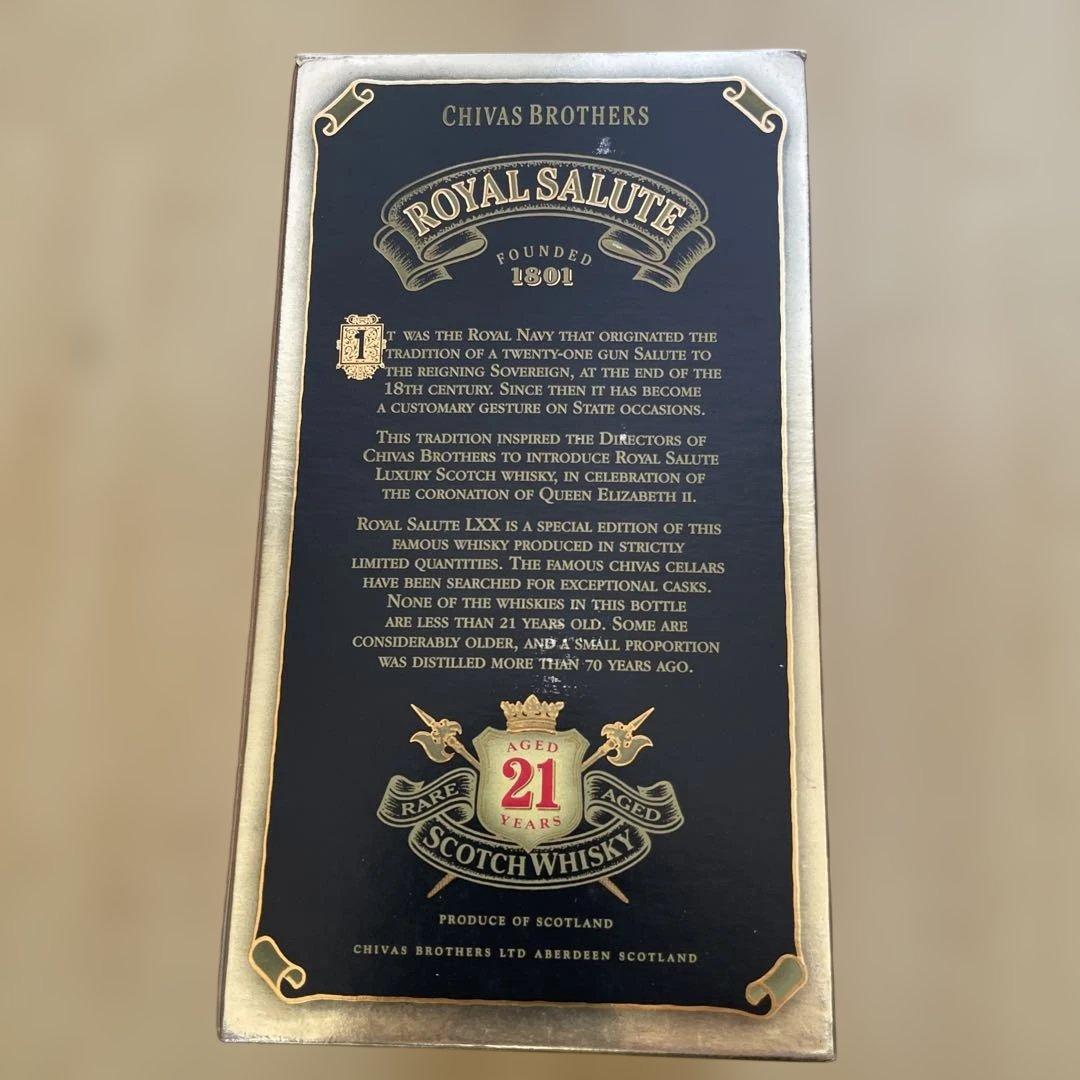 CHIVAS BROTHERS
ROYAL SALUTE
FOUNDED
1801
IT WAS THE ROYAL NAVY THAT ORIGINATED THE
TRADITION OF A TWENTY-ONE GUN SALUTE TO
THE REIGNING SOVEREIGN, AT THE END OF THE
18TH CENTURY. SINCE THEN IT HAS BECOME
A CUSTOMARY GESTURE ON STATE OCCASIONS.
THIS TRADITION INSPIRED THE DIRECTORS OF
CHIVAS BROTHERS TO INTRODUCE ROYAL SALUTE
LUXURY SCOTCH WHISKY, IN CELEBRATION OF
THE CORONATION OF QUEEN ELIZABETH II.
ROYAL SALUTE LXX IS A SPECIAL EDITION OF THIS
FAMOUS WHISKY PRODUCED IN STRICTLY
LIMITED QUANTITIES. THE FAMOUS CHIVAS CELLARS
HAVE BEEN SEARCHED FOR EXCEPTIONAL CASKS.
NONE OF THE WHISKIES IN THIS BOTTLE
ARE LESS THAN 21 YEARS OLD. SOME ARE
CONSIDERABLY OLDER, AND A SMALL PROPORTION
WAS DISTILLED MORE THAN 70 YEARS AGO.
AGED
21
YEARS
RARE AGED
SCOTCH WHISKY
PRODUCE OF SCOTLAND
CHIVAS BROTHERS LTD ABERDEEN SCOTLAND